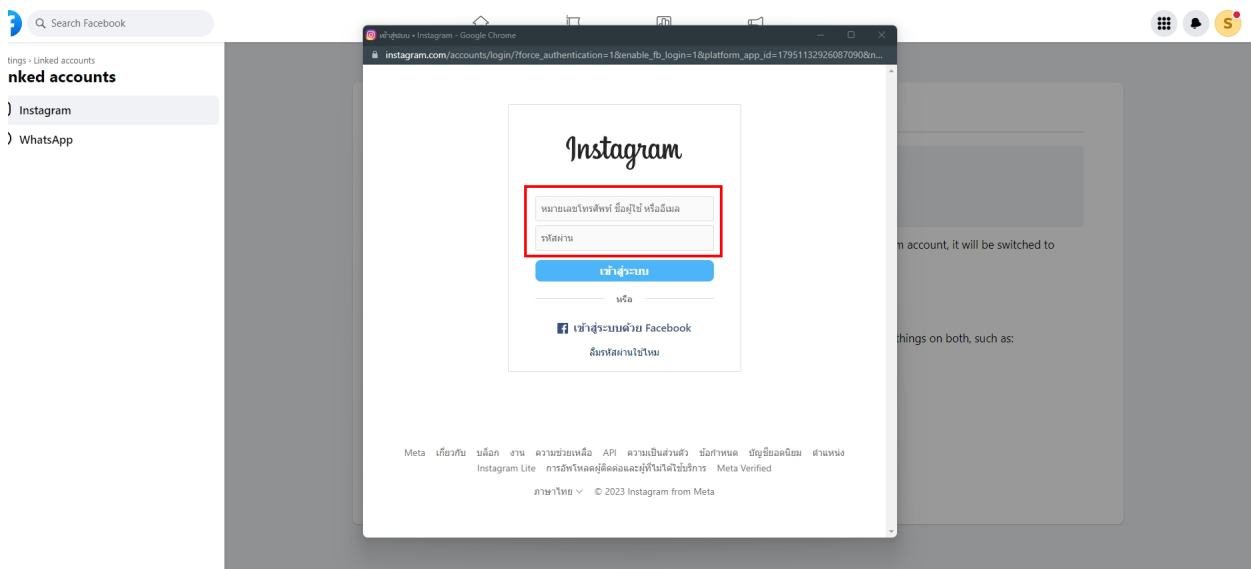 Search Facebook
tings › Linked accounts
nked accounts
Instagram
WhatsApp
เข้าสู่ระบบ • Instagram - Google Chrome
instagram.com/accounts/login/?force_authentication=1&enable_fb_login=1&platform_app_id=179511329260870908&n...
Instagram
หมายเลขโทรศัพท์ ชื่อผู้ใช้ หรืออีเมล
รหัสผ่าน
เข้าสู่ระบบ
หรือ
เข้าสู่ระบบด้วย Facebook
ลืมรหัสผ่านใช่ไหม
Meta เกี่ยวกับ บล็อก งาน ความช่วยเหลือ API ความเป็นส่วนตัว ข้อกำหนด บัญชียอดนิยม ตำแหน่ง
Instagram Lite การอัพโหลดผู้ติดต่อและผู้ที่ไม่ได้ใช้บริการ Meta Verified
ภาษาไทย © 2023 Instagram from Meta
m account, it will be switched to
things on both, such as:
S